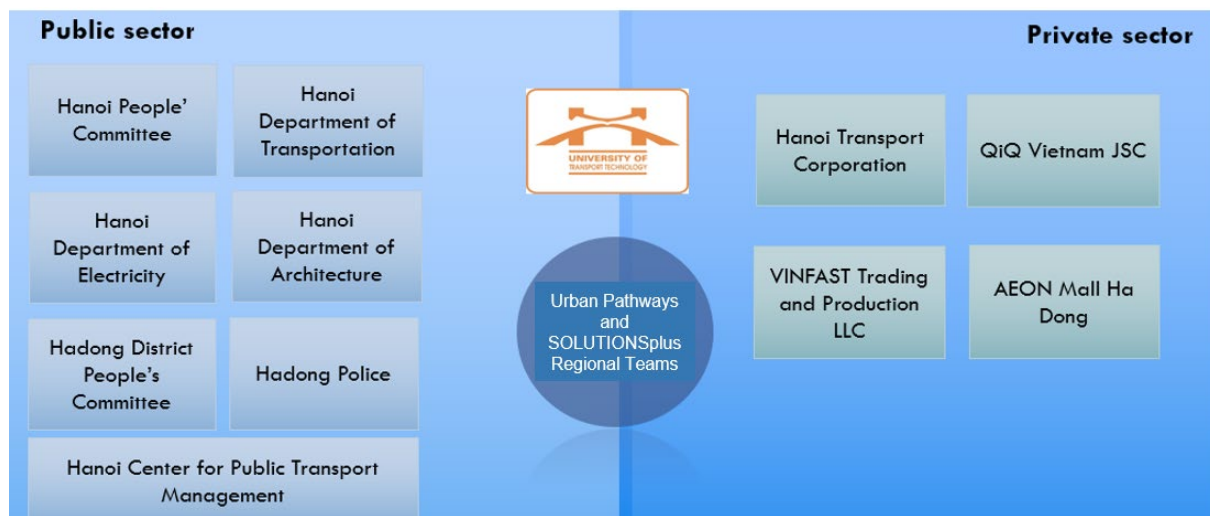 Public sector
Private sector
Hanoi People'
Committee
Hanoi
Department of
Transportation
Hanoi
Department of
Electricity
Hanoi
Department of
Architecture
Hadong District
People's
Committee
Hadong Police
Hanoi Center for Public Transport
Management
UNIVERSITY OF
TRANSPORT TECHNOLOGY
Urban Pathways
and
SOLUTIONSplus
Regional Teams
Hanoi Transport
Corporation
QiQ Vietnam JSC
VINFAST Trading
and Production
LLC
AEON Mall Ha
Dong